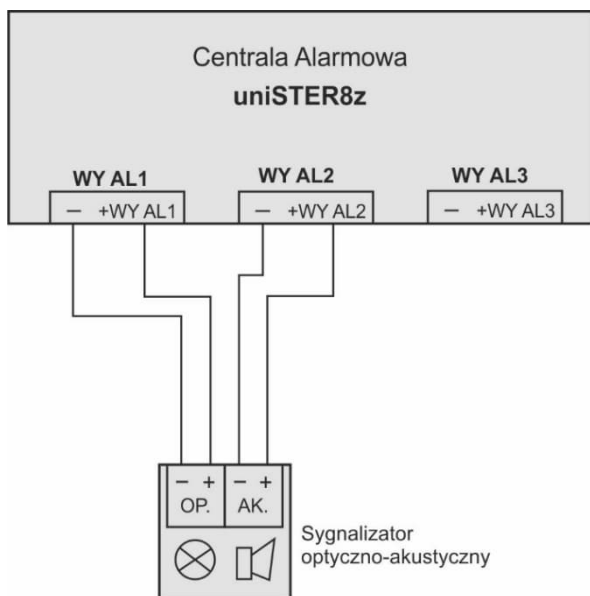 Centrala Alarmowa
uniSTER8z
WY AL1 WY AL2 WY AL3
– +WY AL1 – +WY AL2 – +WY AL3
– + – +
OP. AK.
Sygnalizator
optyczno-akustyczny